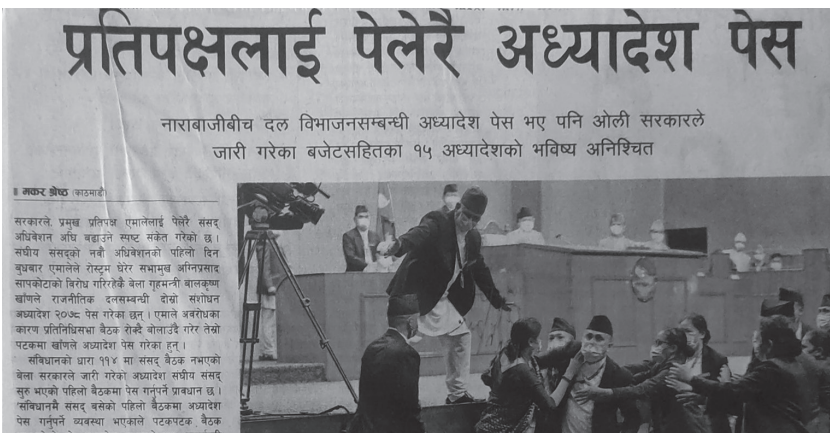 प्रतिपक्षलाई पेलेरै अध्यादेश पेस
नाराबाजीबीच दल विभाजनसम्बन्धी अध्यादेश पेस भए पनि ओली सरकारले
जारी गरेका बजेटसहितका १५ अध्यादेशको भविष्य अनिश्चित
मकर श्रेष्ठ (काठमाडौं)
सरकारले, प्रमुख प्रतिपक्ष एमालेलाई पेलेरै संसद्
अधिवेशन अघि बढाउने स्पष्ट संकेत गरेको छ ।
संघीय संसद्को नवौं अधिवेशनको पहिलो दिन
बुधबार एमालेले रोस्ट्रम घेरेर सभामुख अग्निप्रसाद
सापकोटाको विरोध गरिरहेकै बेला गृहमन्त्री बालकृष्ण
खाँणले राजनीतिक दलसम्बन्धी दोस्रो संशोधन
अध्यादेश २०७८ पेस गरेका छन् । एमाले अवरोधका
कारण प्रतिनिधिसभा बैठक रोक्दै बोलाउँदै गरेर तेस्रो
पटकमा खाँणले अध्यादेश पेस गरेका हुन् ।
संविधानको धारा ११४ मा संसद् बैठक नभएको
बेला सरकारले जारी गरेको अध्यादेश संघीय संसद्
सुरु भएको पहिलो बैठकमा पेस गर्नुपर्ने प्रावधान छ ।
'संविधानमै संसद् बसेको पहिलो बैठकमा अध्यादेश
पेस गर्नुपर्ने व्यवस्था भएकाले पटकपटक बैठक